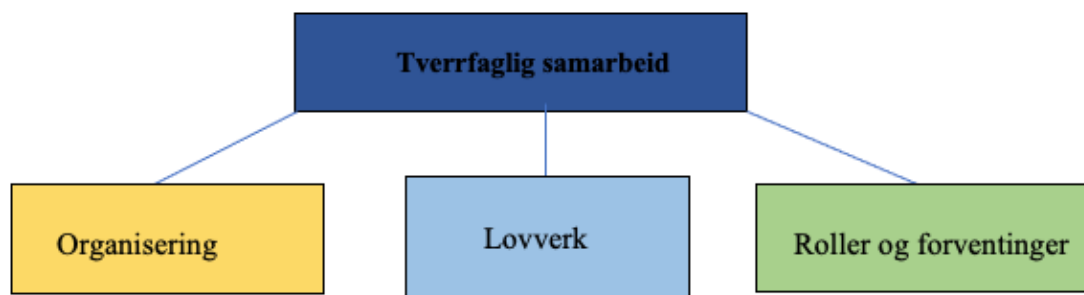 Tverrfaglig samarbeid
Organisering
Lovverk
Roller og forventinger